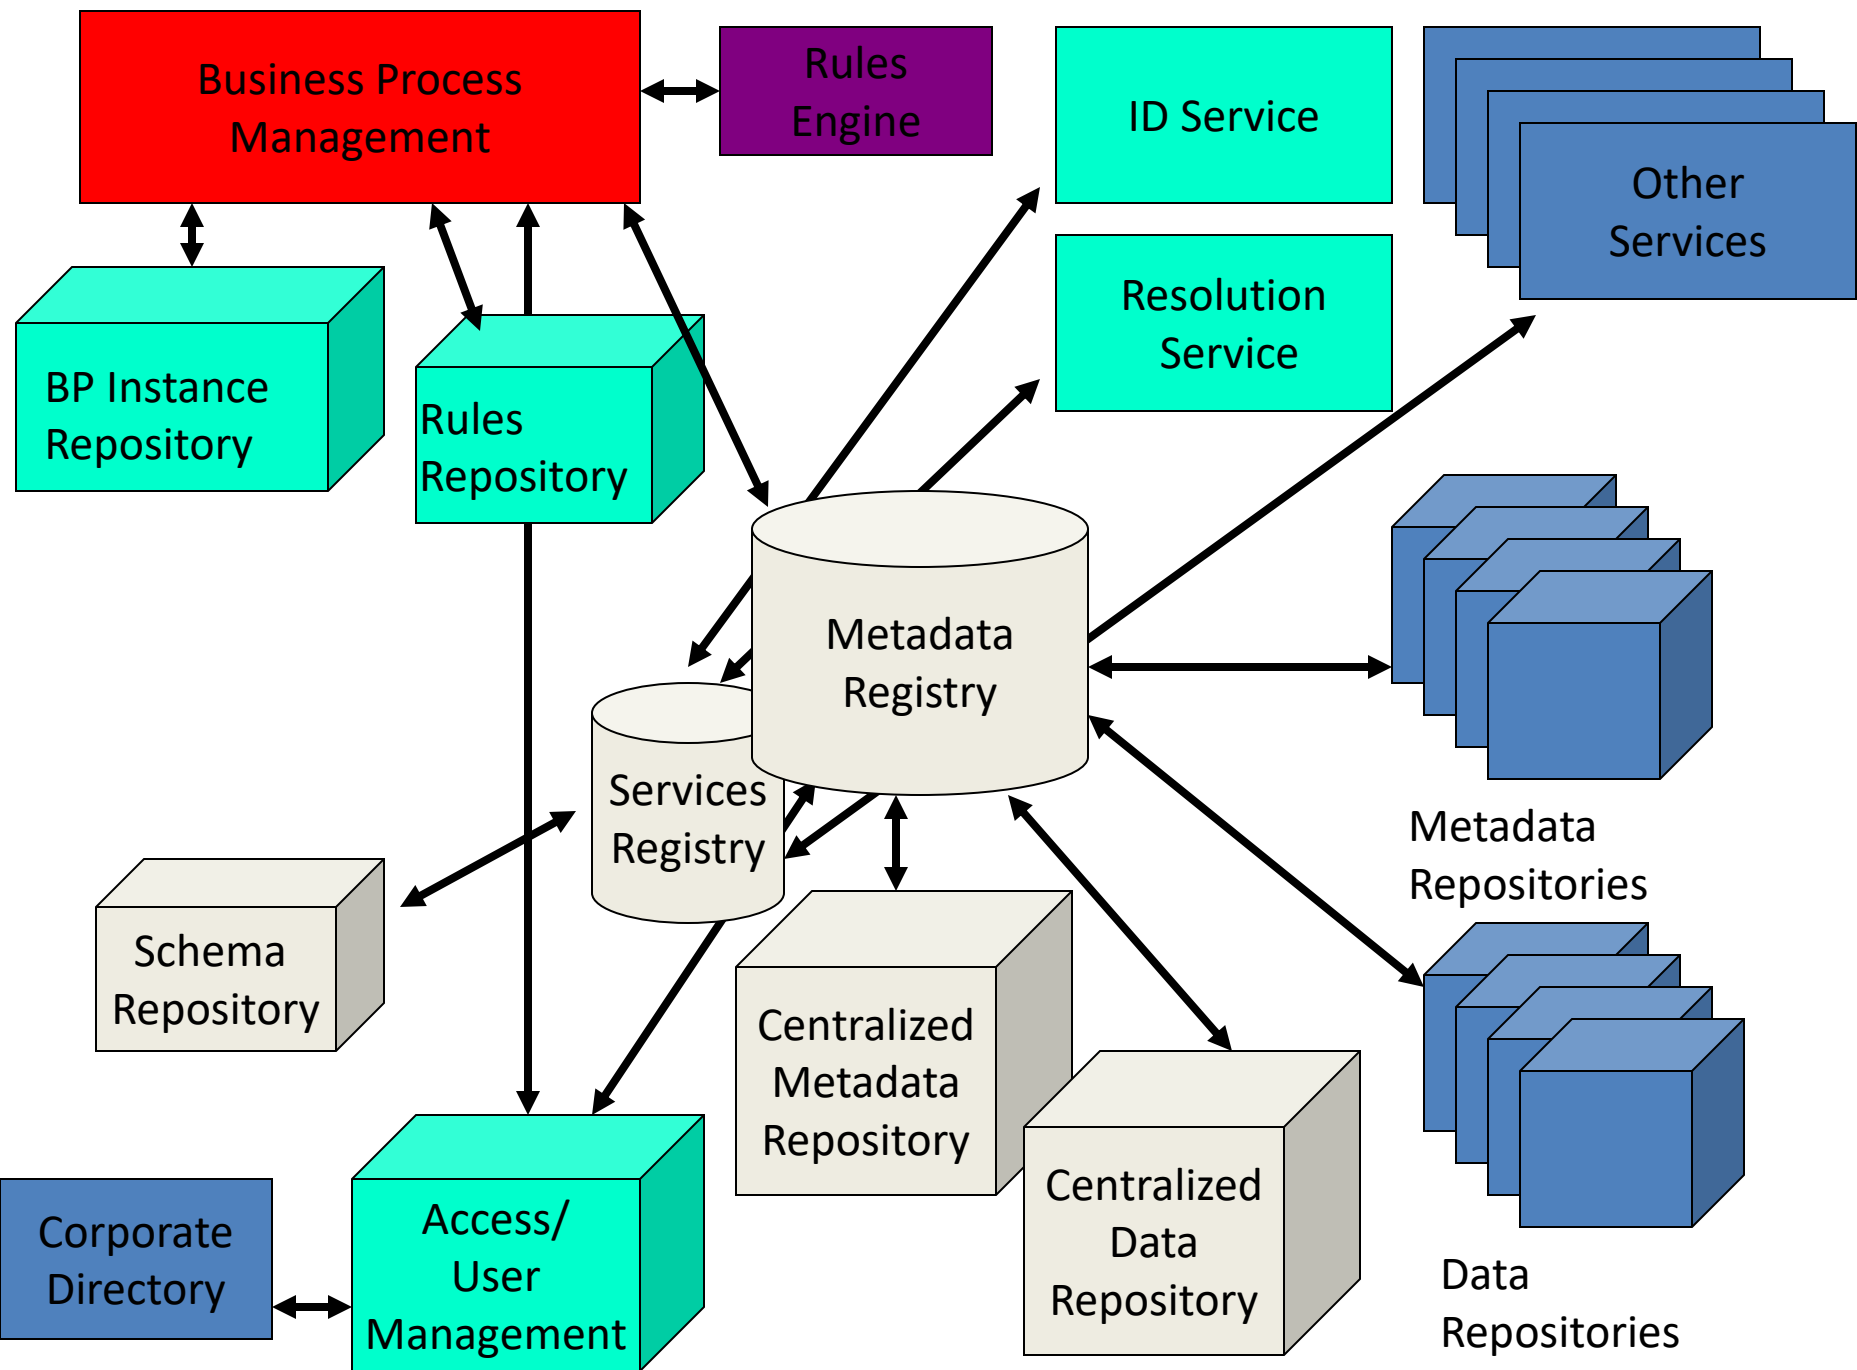 Business Process
Management
Rules
Engine
ID Service
Other
Services
Resolution
Service
BP Instance
Repository
Rules
Repository
Metadata
Registry
Services
Registry
Metadata
Repositories
Schema
Repository
Centralized
Metadata
Repository
Centralized
Data
Repository
Corporate
Directory
Access/
User
Management
Data
Repositories